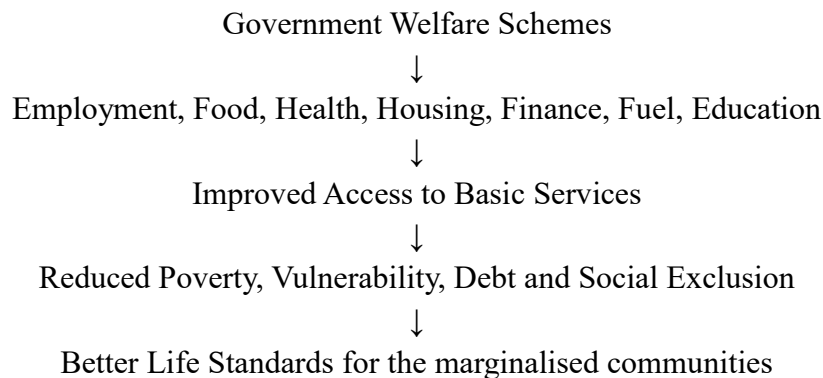 Government Welfare Schemes
↓
Employment, Food, Health, Housing, Finance, Fuel, Education
↓
Improved Access to Basic Services
↓
Reduced Poverty, Vulnerability, Debt and Social Exclusion
↓
Better Life Standards for the marginalised communities